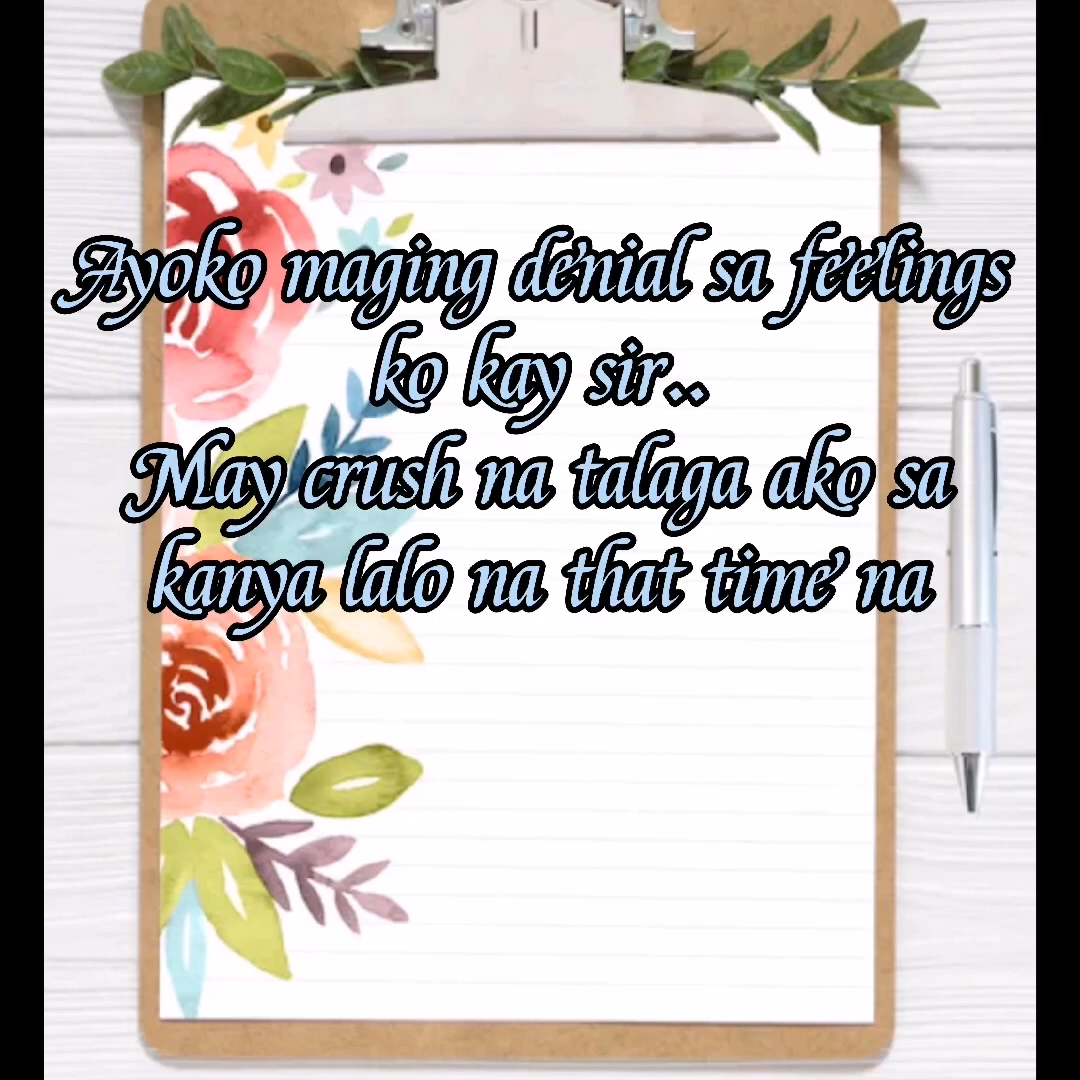 Ayoko maging denial sa feelings
ko kay sir..
May crush na talaga ako sa
kanya lalo na that time na